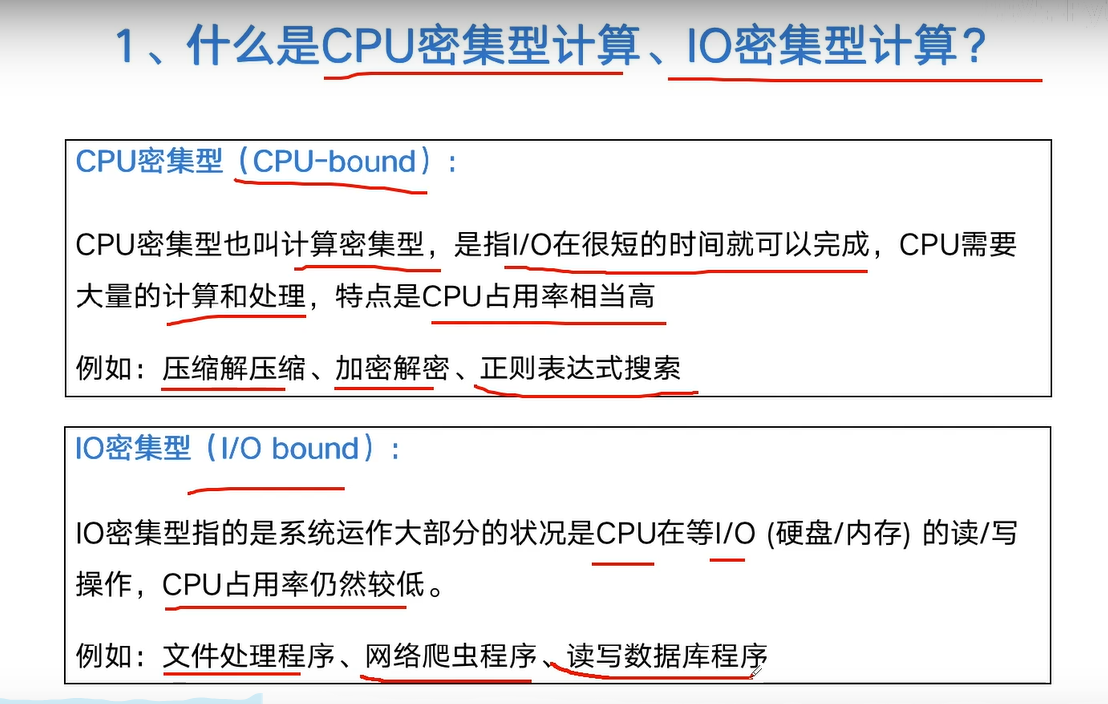 1、什么是CPU密集型计算、IO密集型计算？
CPU密集型（CPU-bound）：
CPU密集型也叫计算密集型，是指I/O在很短的时间就可以完成，CPU需要
大量的计算和处理，特点是CPU占用率相当高
例如：压缩解压缩、加密解密、正则表达式搜索
IO密集型（I/O bound）：
IO密集型指的是系统运作大部分的状况是CPU在等I/O (硬盘/内存) 的读/写
操作，CPU占用率仍然较低。
例如：文件处理程序、网络爬虫程序、读写数据库程序